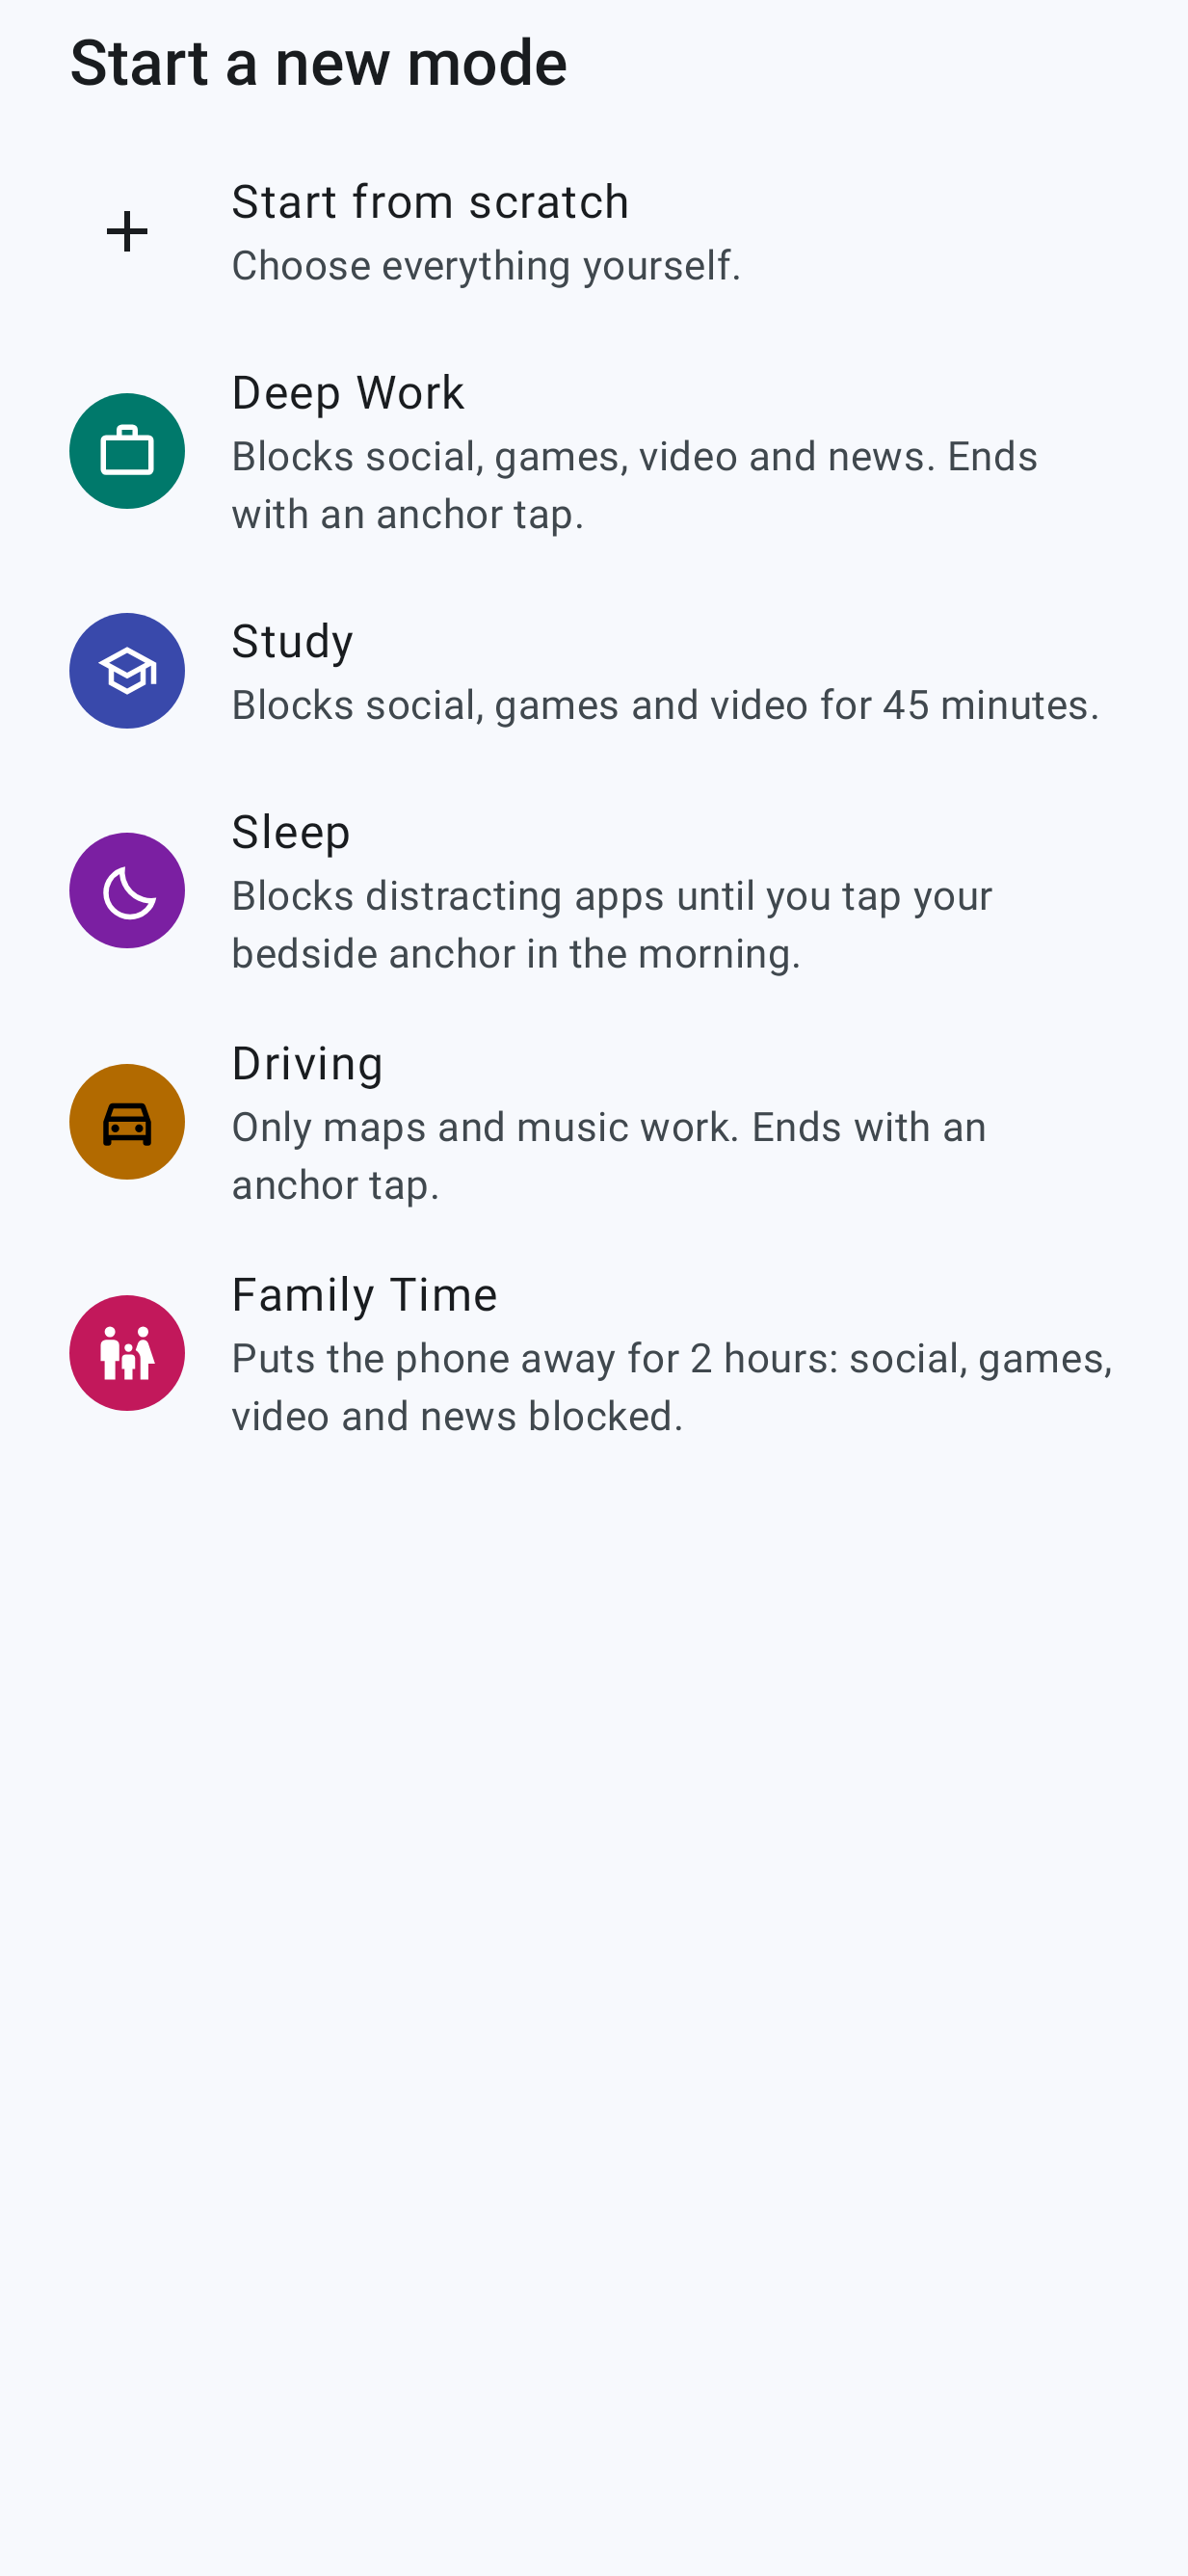 Start a new mode
Start from scratch
Choose everything yourself.
Deep Work
Blocks social, games, video and news. Ends
with an anchor tap.
Study
Blocks social, games and video for 45 minutes.
Sleep
Blocks distracting apps until you tap your
bedside anchor in the morning.
Driving
Only maps and music work. Ends with an
anchor tap.
Family Time
Puts the phone away for 2 hours: social, games,
video and news blocked.